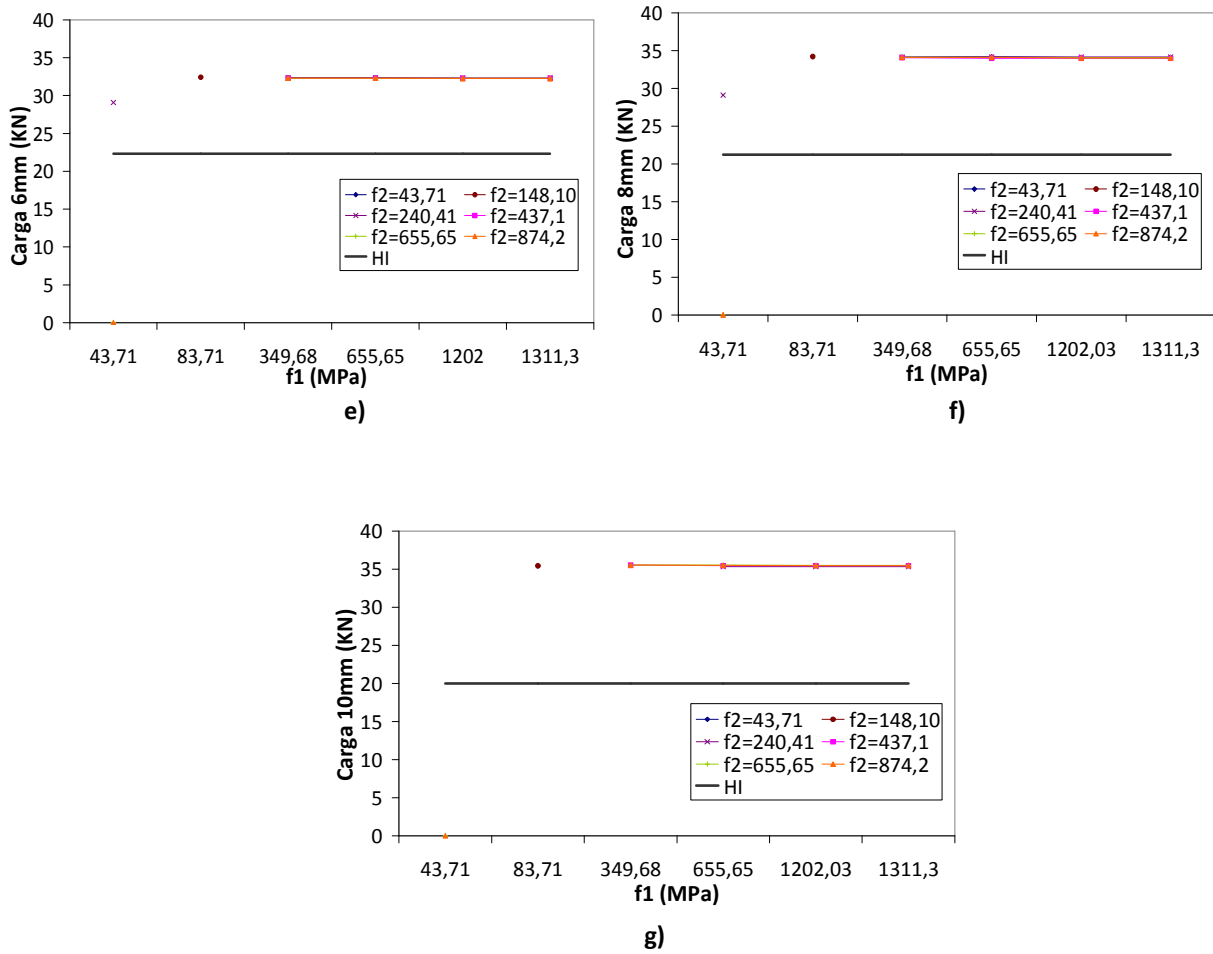 40
35
30
25
20
15
10
5
0
Carga 6mm (KN)
f2=43,71 f2=148,10
f2=240,41 f2=437,1
f2=655,65 f2=874,2
HI
43,71 83,71 349,68 655,65 1202 1311,3
f1 (MPa)
e)
40
35
30
25
20
15
10
5
0
Carga 8mm (KN)
f2=43,71 f2=148,10
f2=240,41 f2=437,1
f2=655,65 f2=874,2
HI
43,71 83,71 349,68 655,65 1202,03 1311,3
f1 (MPa)
f)
40
35
30
25
20
15
10
5
0
Carga 10mm (KN)
f2=43,71 f2=148,10
f2=240,41 f2=437,1
f2=655,65 f2=874,2
HI
43,71 83,71 349,68 655,65 1202,03 1311,3
f1 (MPa)
g)